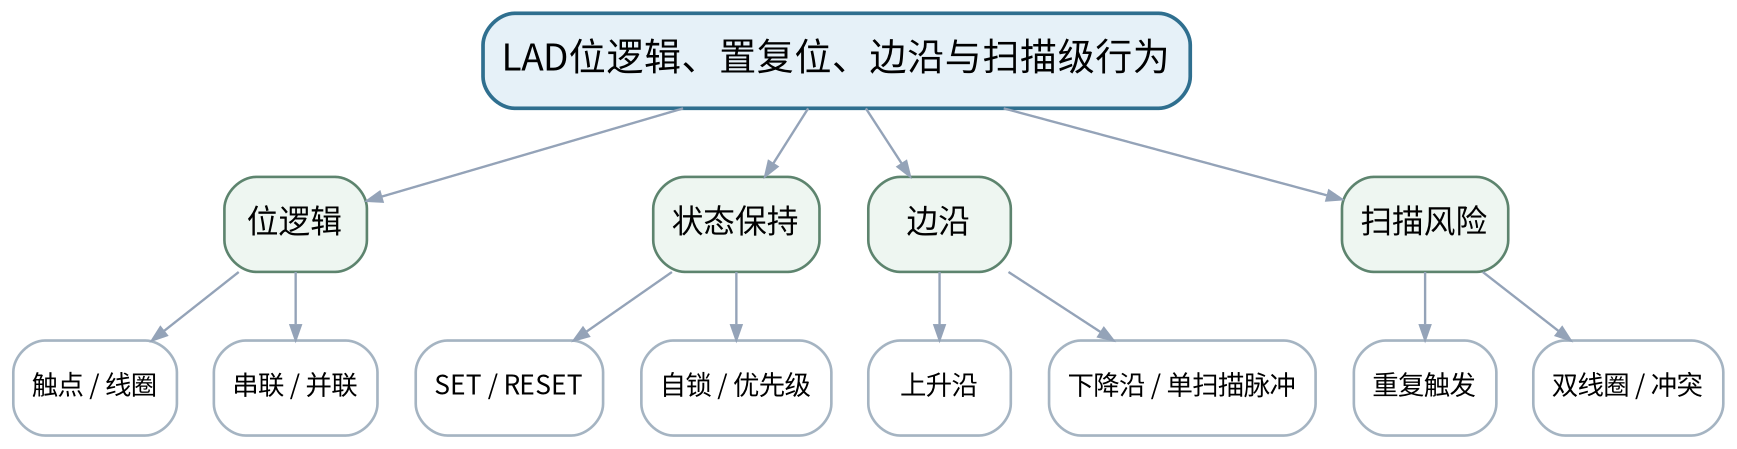 LAD位逻辑、置复位、边沿与扫描级行为
位逻辑
状态保持
边沿
扫描风险
触点 / 线圈
串联 / 并联
SET / RESET
自锁 / 优先级
上升沿
下降沿 / 单扫描脉冲
重复触发
双线圈 / 冲突